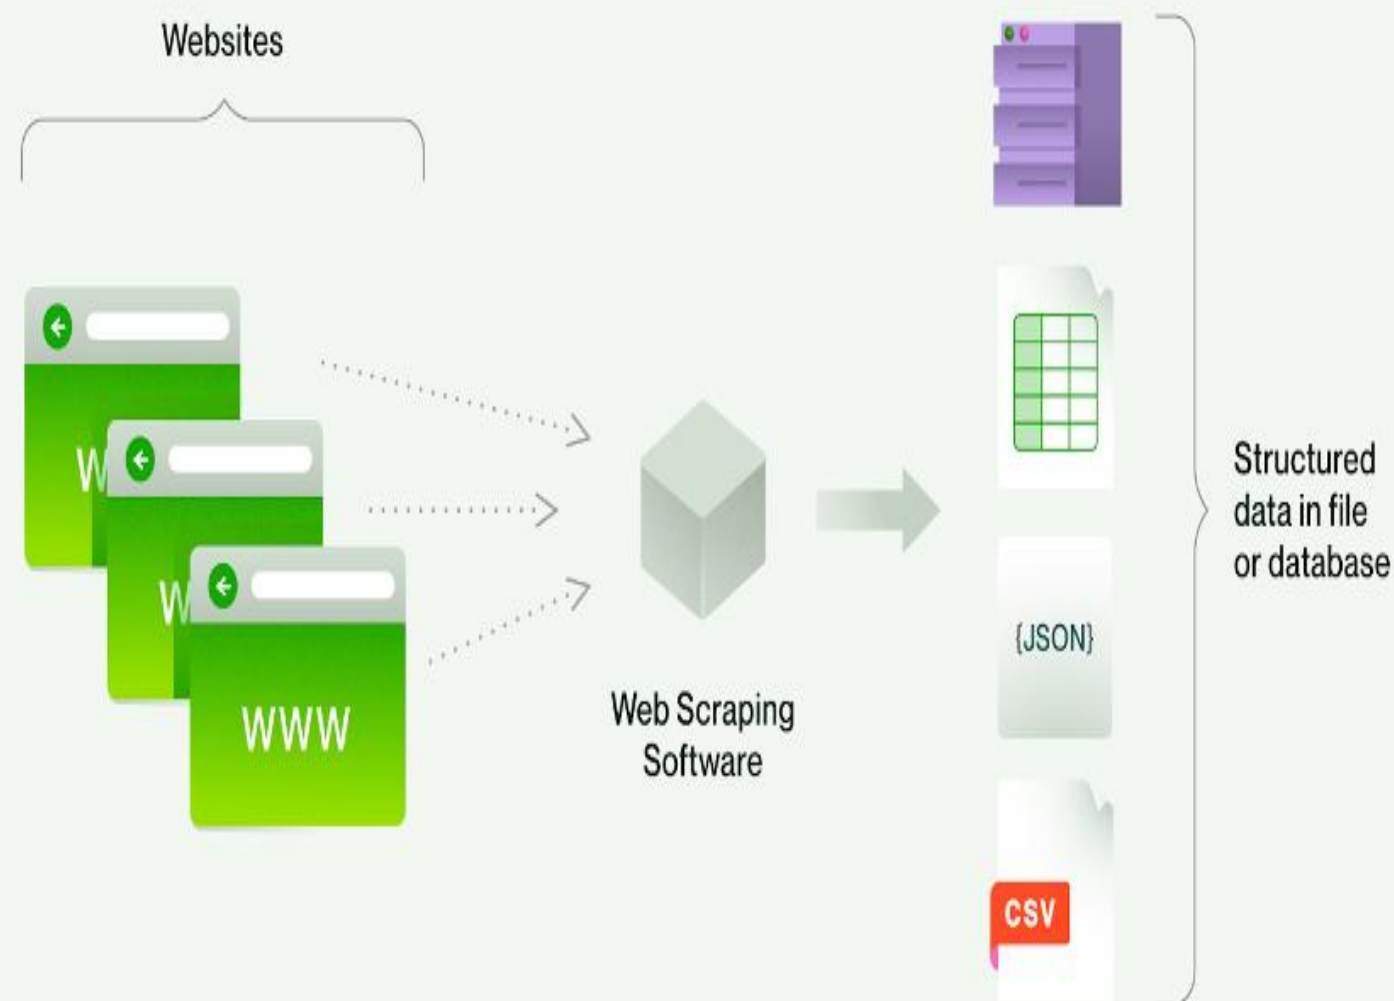 Websites
W
W
WWW
Web Scraping
Software
{JSON}
CSV
Structured
data in file
or database